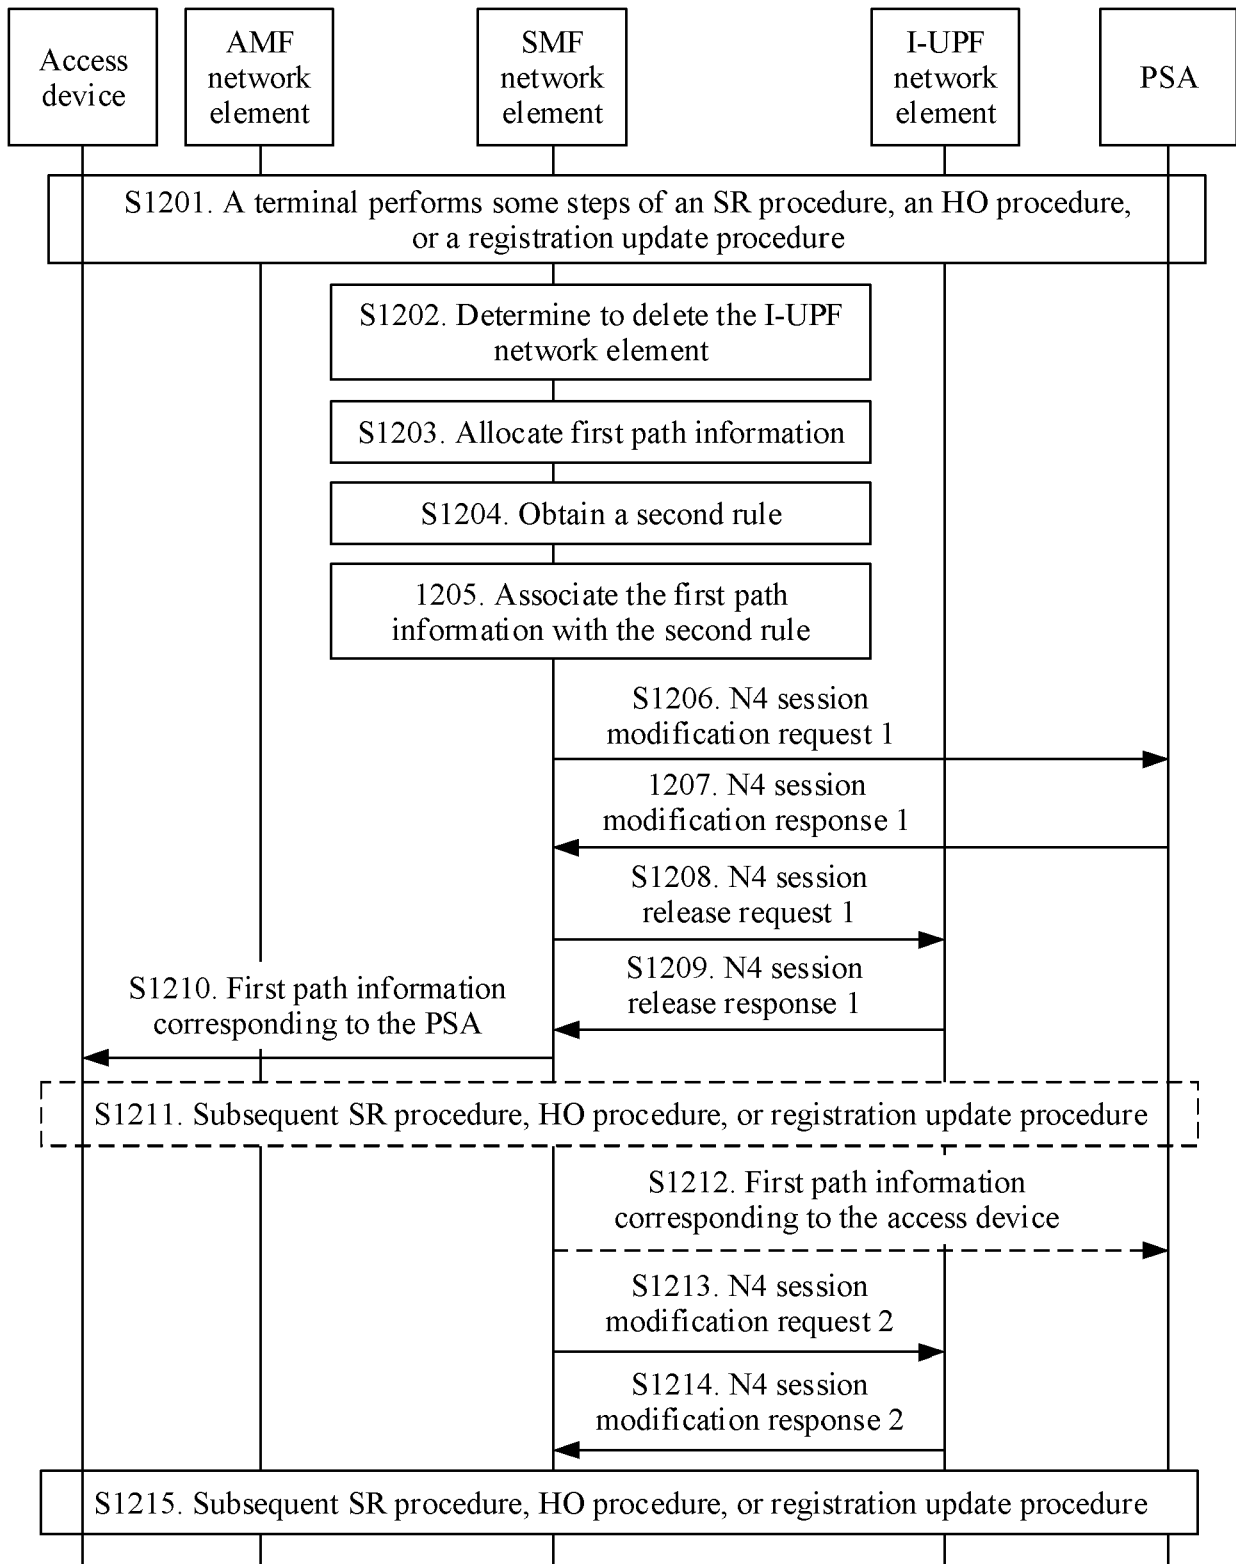 Access
device
AMF
network
element
SMF
network
element
I-UPF
network
element
PSA
S1201. A terminal performs some steps of an SR procedure, an HO procedure,
or a registration update procedure
S1202. Determine to delete the I-UPF
network element
S1203. Allocate first path information
S1204. Obtain a second rule
1205. Associate the first path
information with the second rule
S1206. N4 session
modification request 1
1207. N4 session
modification response 1
S1208. N4 session
release request 1
S1209. N4 session
release response 1
S1210. First path information
corresponding to the PSA
S1211. Subsequent SR procedure, HO procedure, or registration update procedure
S1212. First path information
corresponding to the access device
S1213. N4 session
modification request 2
S1214. N4 session
modification response 2
S1215. Subsequent SR procedure, HO procedure, or registration update procedure